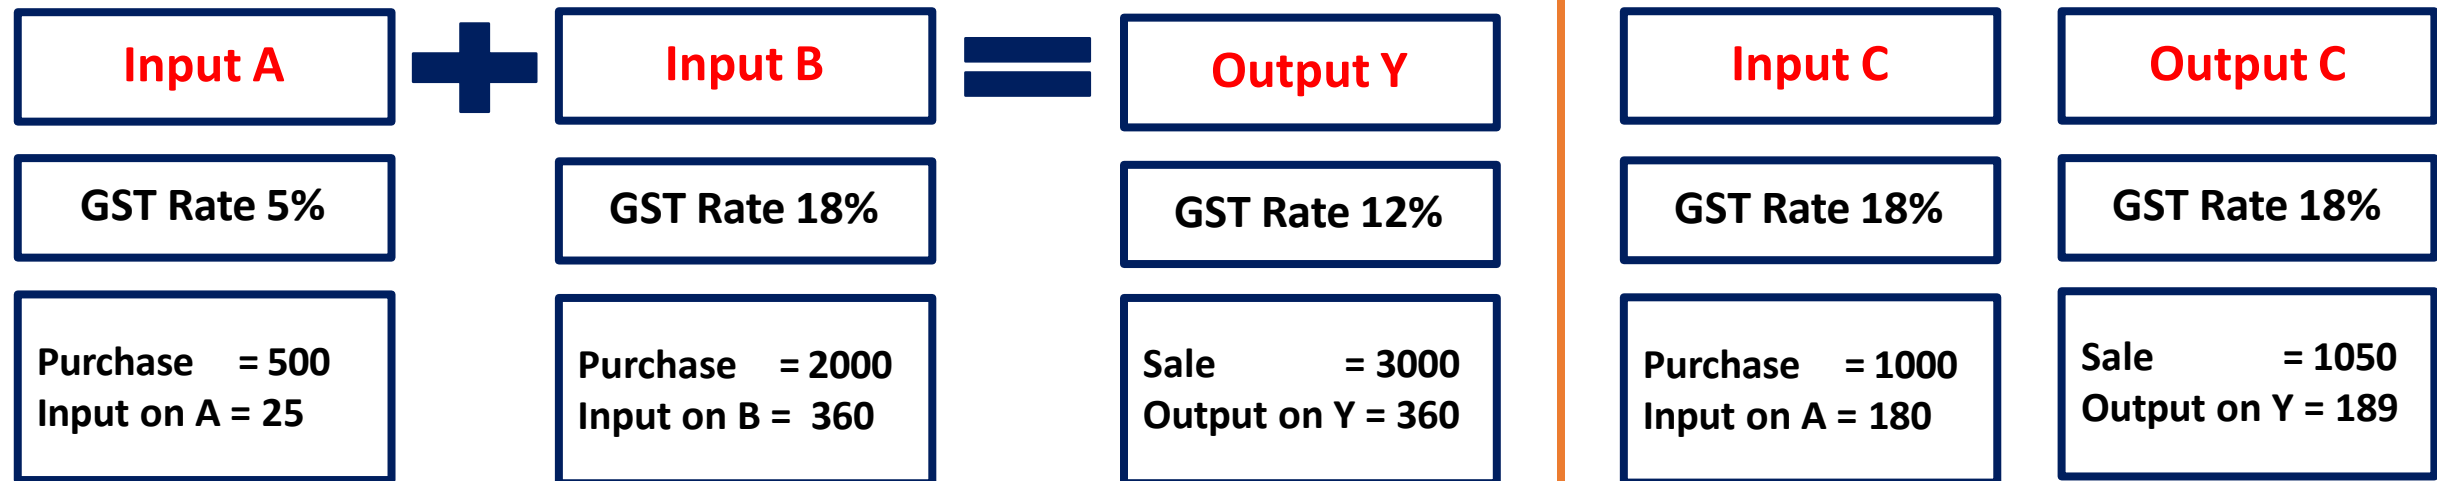 Input A
Input B
Output Y
Input C
Output C
GST Rate 5%
GST Rate 18%
GST Rate 12%
GST Rate 18%
GST Rate 18%
Purchase = 500
Input on A = 25
Purchase = 2000
Input on B = 360
Sale = 3000
Output on Y = 360
Purchase = 1000
Input on A = 180
Sale = 1050
Output on Y = 189